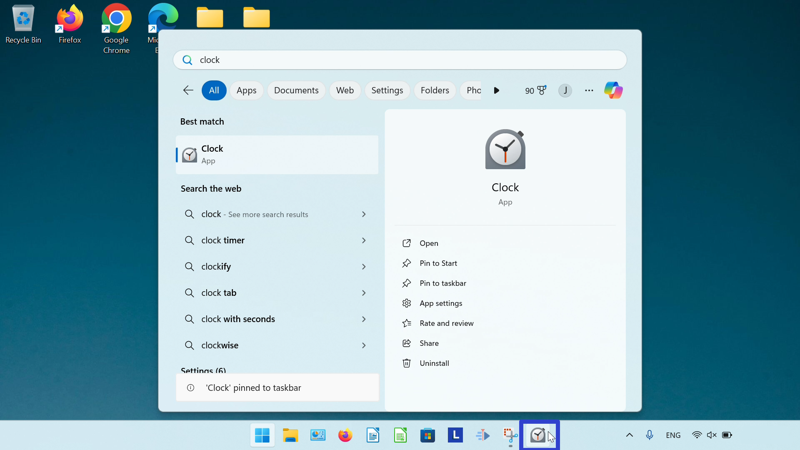 Recycle Bin
Firefox
Google
Chrome
clock
All
Apps
Documents
Web
Settings
Folders
90
J
Best match
Clock
App
Search the web
clock - See more search results
clock timer
clockify
clock tab
clock with seconds
clockwise
Settings (6)
'Clock' pinned to taskbar
Clock
App
Open
Pin to Start
Pin to taskbar
App settings
Rate and review
Share
Uninstall
L
ENG